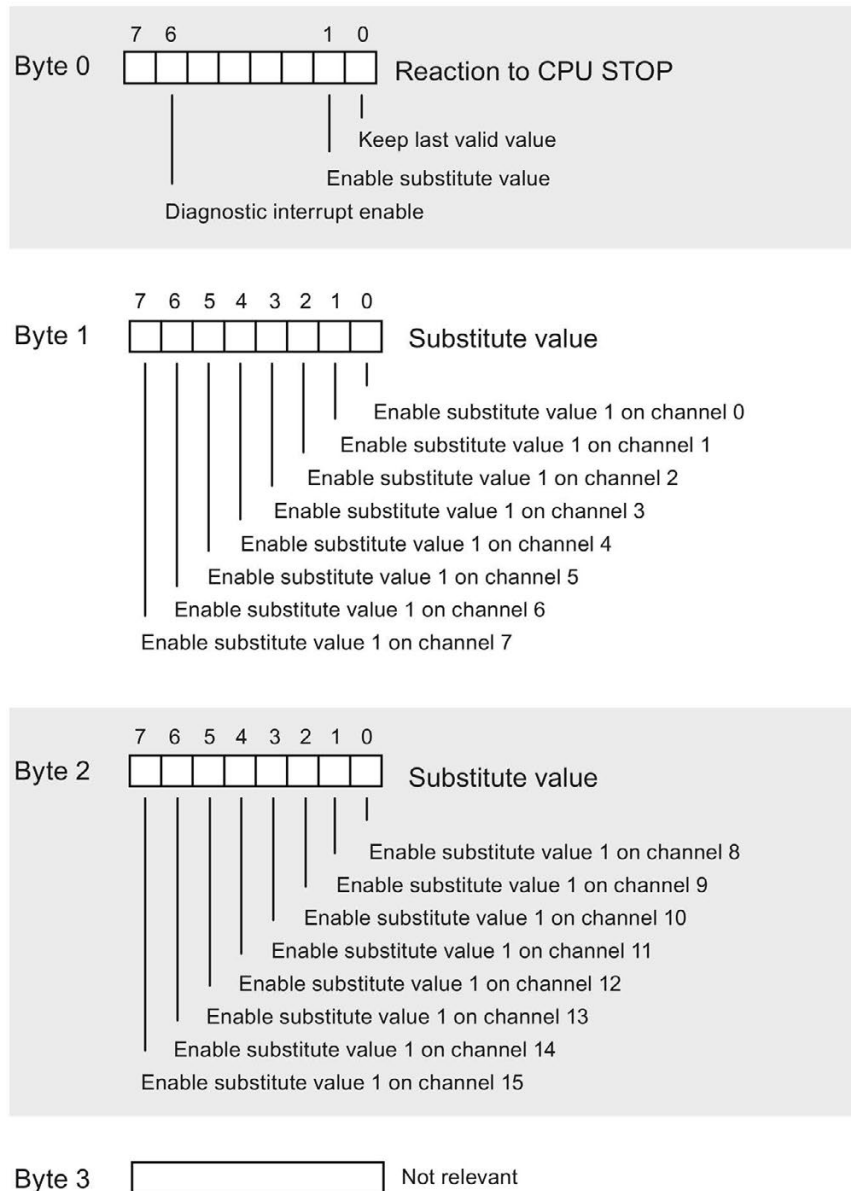 7 6 1 0
Byte 0 Reaction to CPU STOP
Keep last valid value
Enable substitute value
Diagnostic interrupt enable
7 6 5 4 3 2 1 0
Byte 1 Substitute value
Enable substitute value 1 on channel 0
Enable substitute value 1 on channel 1
Enable substitute value 1 on channel 2
Enable substitute value 1 on channel 3
Enable substitute value 1 on channel 4
Enable substitute value 1 on channel 5
Enable substitute value 1 on channel 6
Enable substitute value 1 on channel 7
7 6 5 4 3 2 1 0
Byte 2 Substitute value
Enable substitute value 1 on channel 8
Enable substitute value 1 on channel 9
Enable substitute value 1 on channel 10
Enable substitute value 1 on channel 11
Enable substitute value 1 on channel 12
Enable substitute value 1 on channel 13
Enable substitute value 1 on channel 14
Enable substitute value 1 on channel 15
Byte 3 Not relevant